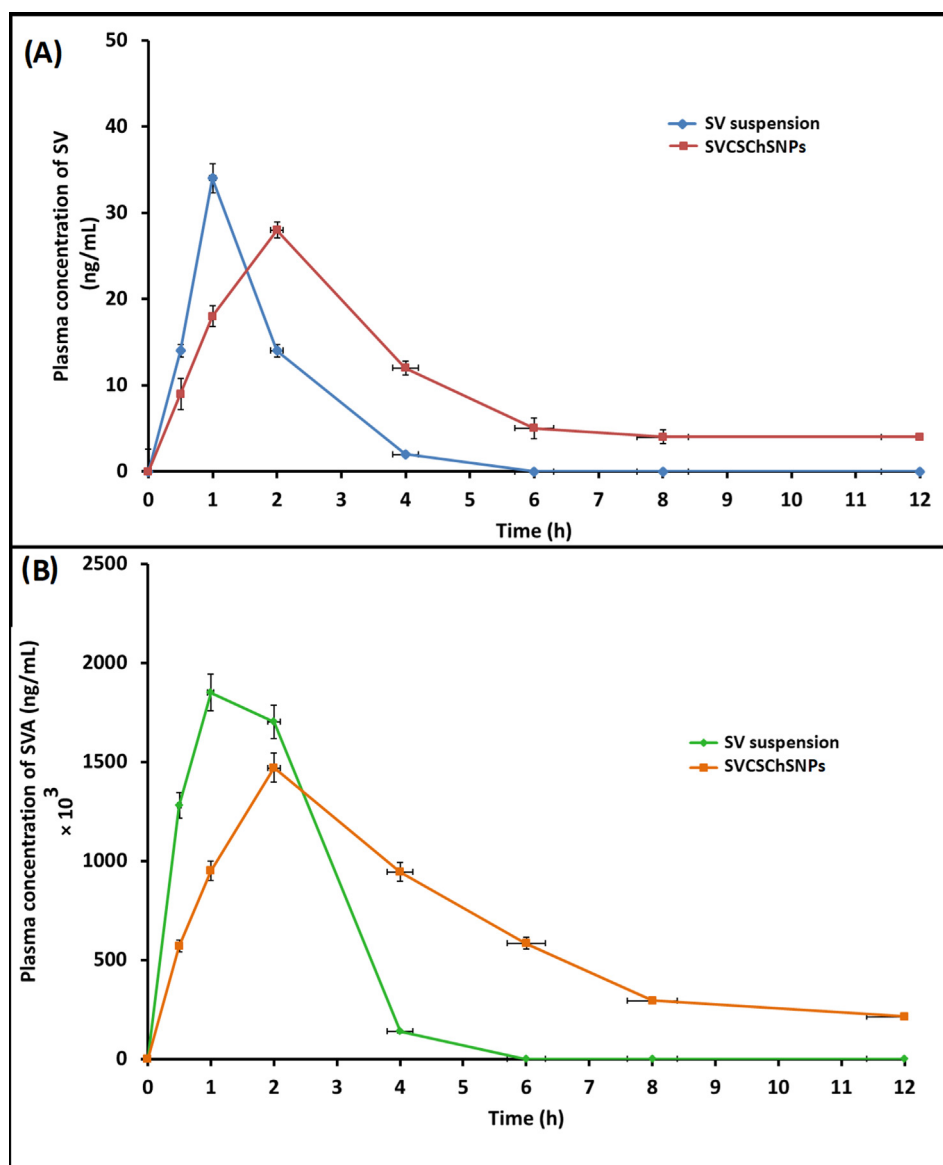 (A)
Plasma concentration of SV
(ng/mL)
50
40
30
20
10
0
SV suspension
SVCSChSNPs
0 1 2 3 4 5 6 7 8 9 10 11 12
Time (h)
(B)
Plasma concentration of SVA (ng/mL)
× 10³
2500
2000
1500
1000
500
0
SV suspension
SVCSChSNPs
0 1 2 3 4 5 6 7 8 9 10 11 12
Time (h)